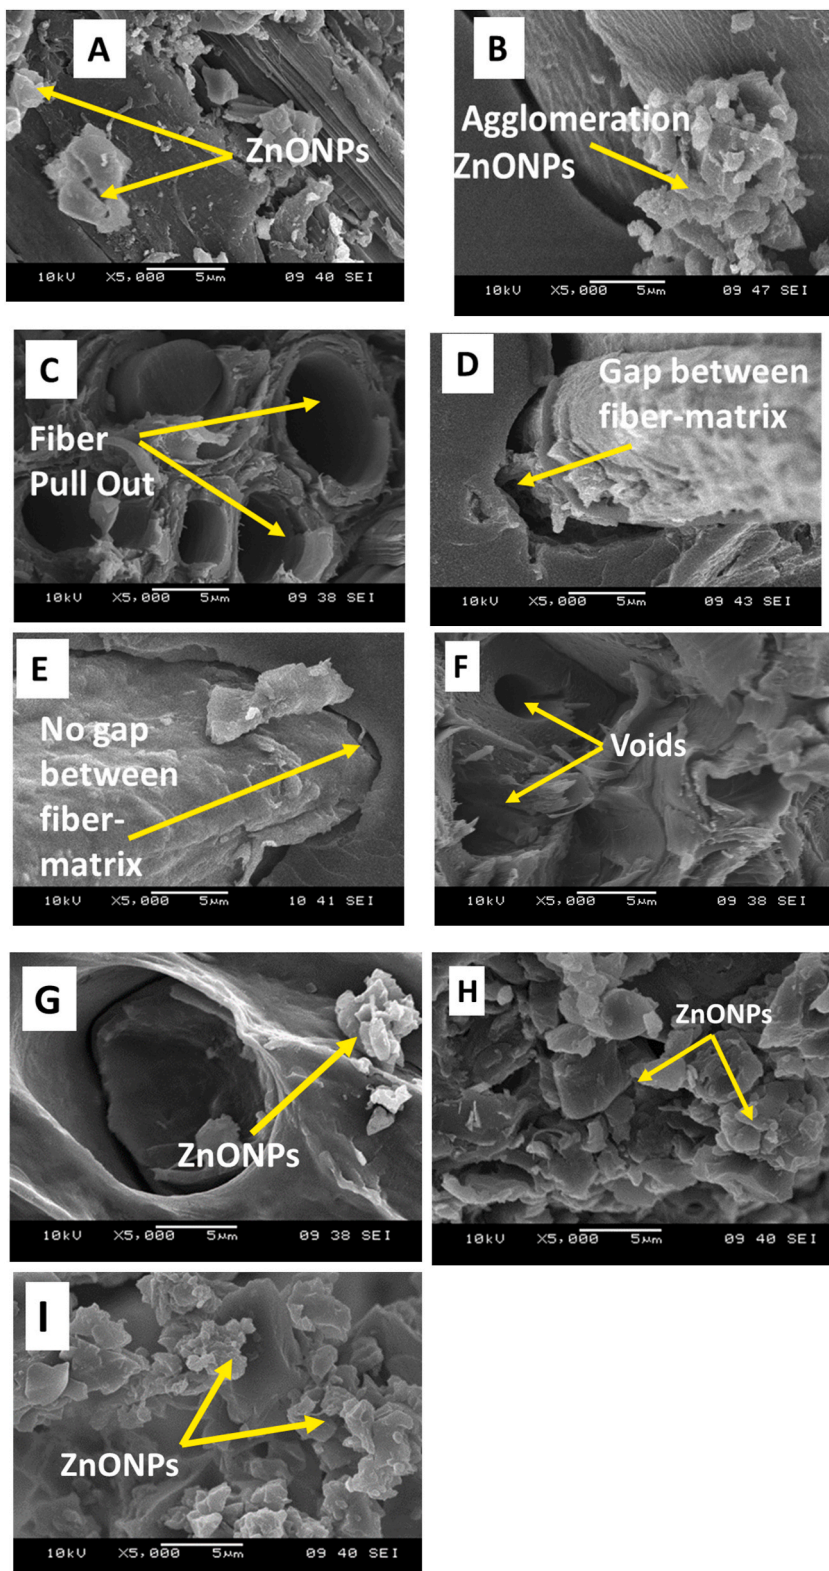 A
ZnONPs
10kV X5,000 5µm 09 40 SEI
B
Agglomeration
ZnONPs
10kV X5,000 5µm 09 47 SEI
C
Fiber
Pull Out
10kV X5,000 5µm 09 38 SEI
D
Gap between
fiber-matrix
10kV X5,000 5µm 09 43 SEI
E
No gap
between
fiber-
matrix
10kV X5,000 5µm 10 41 SEI
F
Voids
10kV X5,000 5µm 09 38 SEI
G
ZnONPs
10kV X5,000 5µm 09 38 SEI
H
ZnONPs
10kV X5,000 5µm 09 40 SEI
I
ZnONPs
10kV X5,000 5µm 09 40 SEI